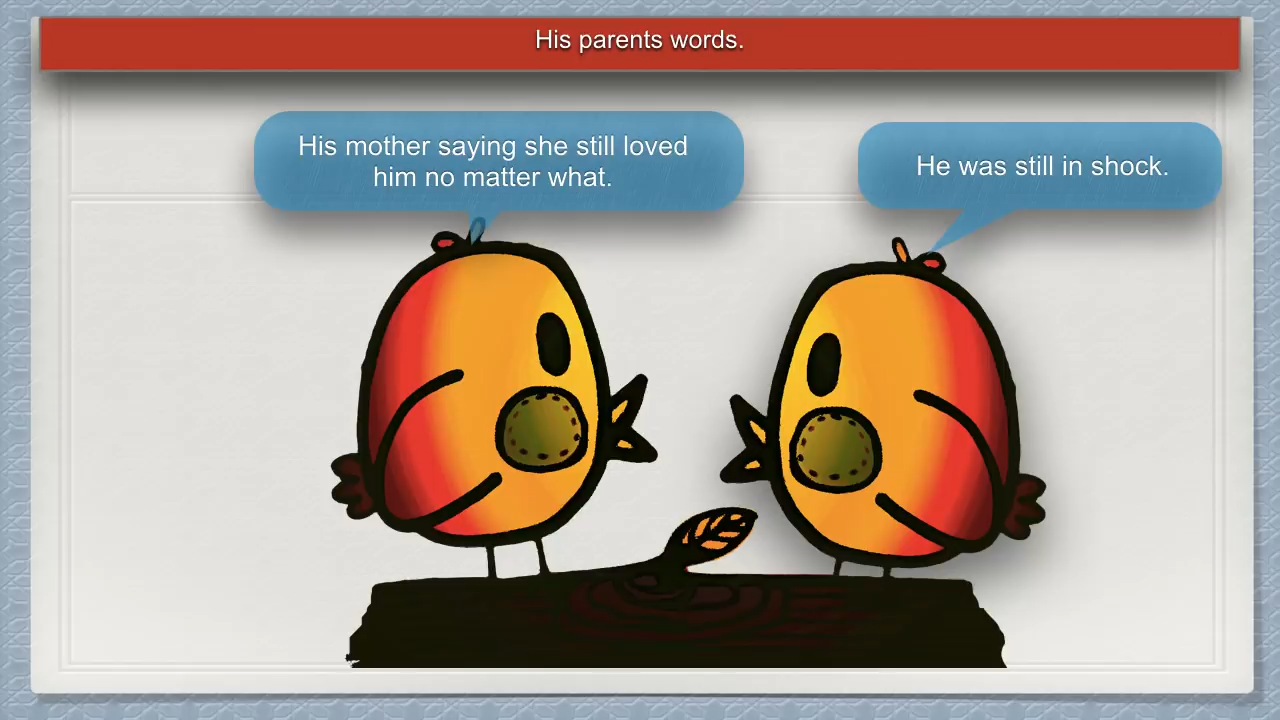 His parents words.
His mother saying she still loved
him no matter what.
He was still in shock.